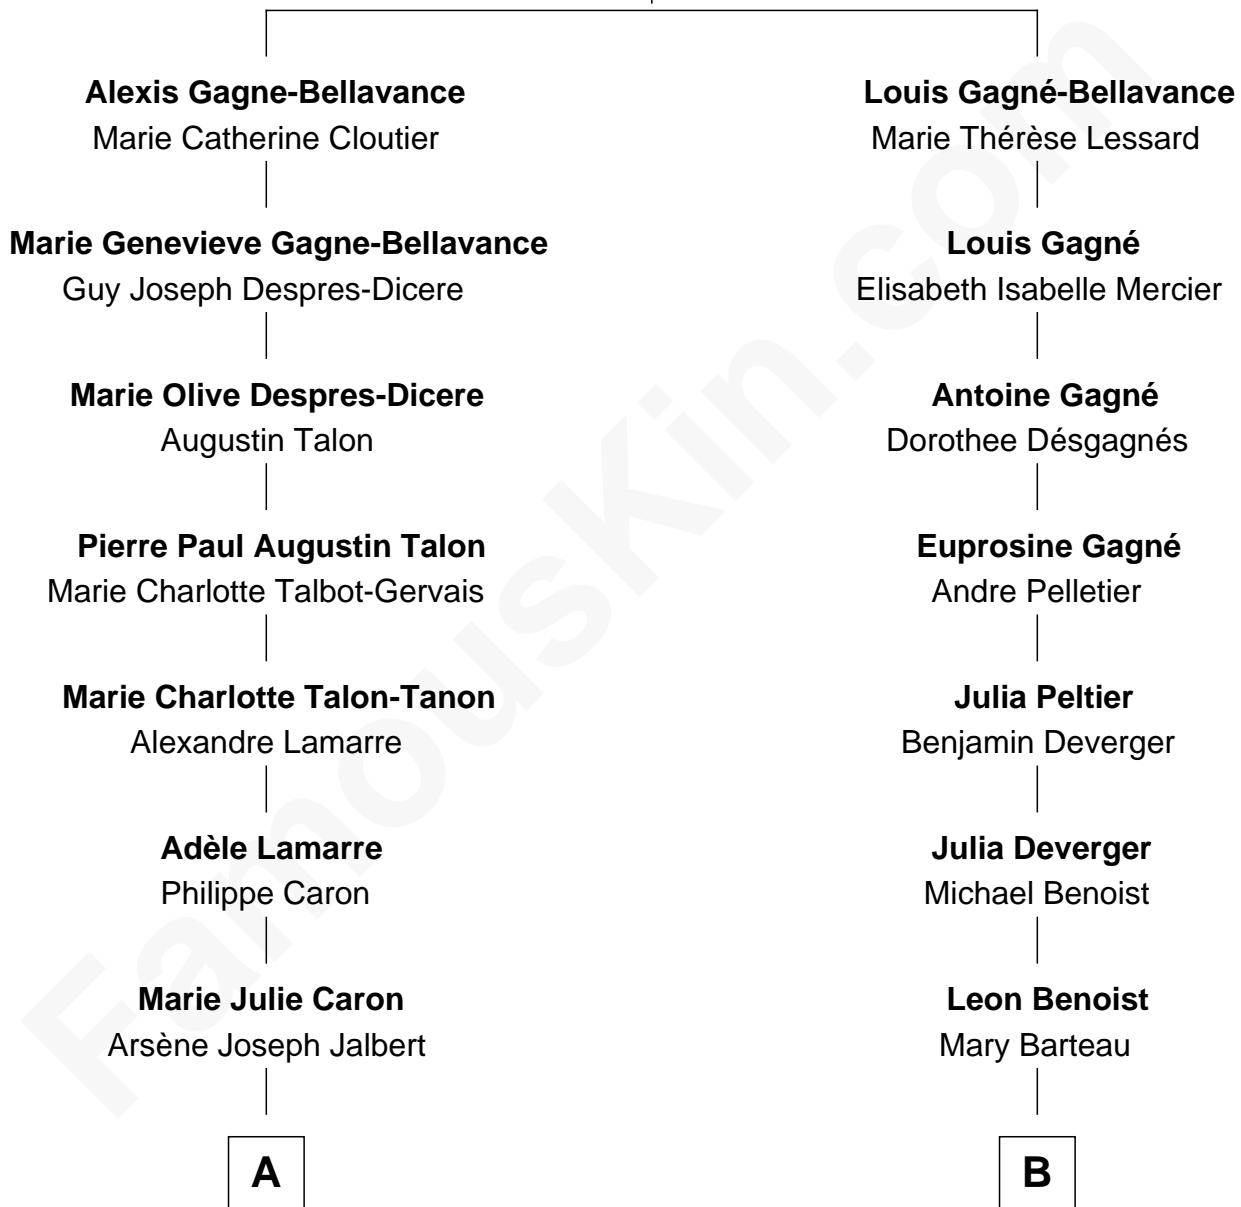 Alexis Gagne-Bellavance
Marie Catherine Cloutier
Marie Genevieve Gagne-Bellavance
Guy Joseph Despres-Dicere
Marie Olive Despres-Dicere
Augustin Talon
Pierre Paul Augustin Talon
Marie Charlotte Talbot-Gervais
Marie Charlotte Talon-Tanon
Alexandre Lamarre
Adèle Lamarre
Philippe Caron
Marie Julie Caron
Arsène Joseph Jalbert
A
Louis Gagné-Bellavance
Marie Thérèse Lessard
Louis Gagné
Elisabeth Isabelle Mercier
Antoine Gagné
Dorothee Désgagnés
Euprosine Gagné
Andre Pelletier
Julia Peltier
Benjamin Deverger
Julia Deverger
Michael Benoist
Leon Benoist
Mary Barteau
B
FamousKin.com